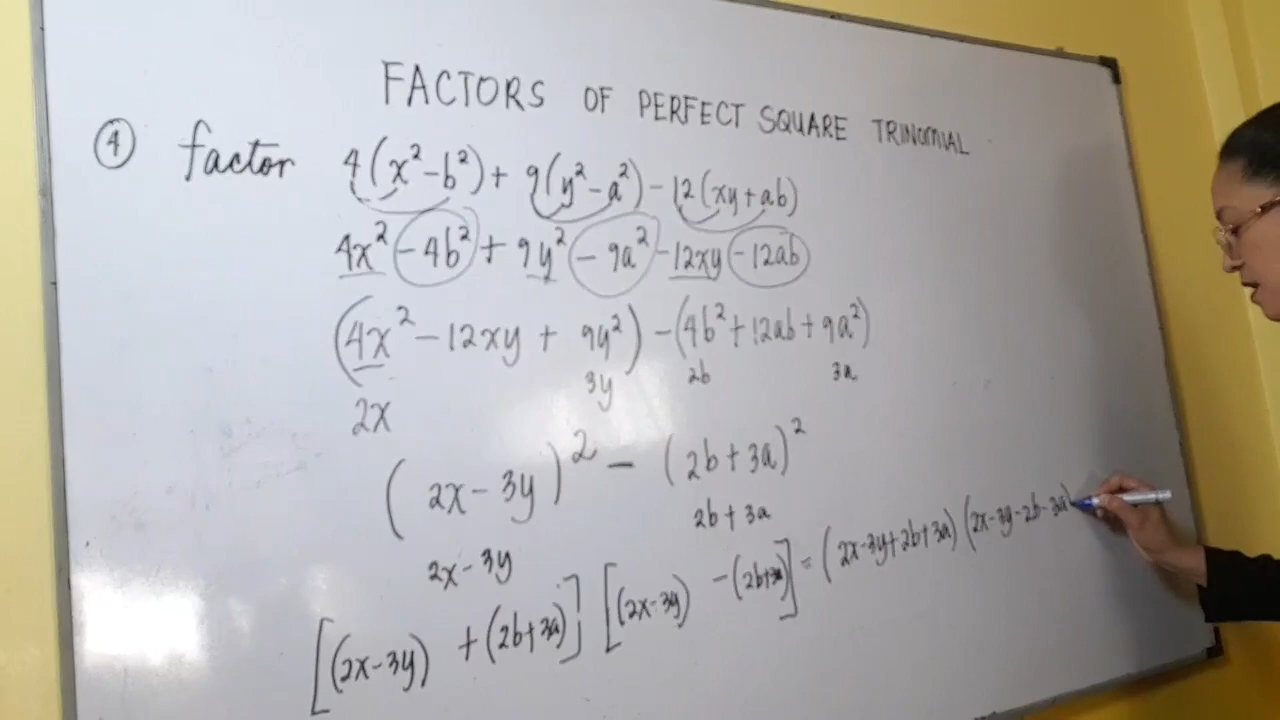 FACTORS OF PERFECT SQUARE TRINOMIAL
④ factor 4(x²-b²)+9(y²-a²)-12(xy+ab)
4x²-4b²+9y²-9a²-12xy-12ab
(4x²-12xy+9y²)-(4b²+12ab+9a²)
2x 3y 2b 3a
(2x-3y)²-(2b+3a)²
2x-3y 2b+3a
[(2x-3y)+(2b+3a)][(2x-3y)-(2b+3a)]=(2x-3y+2b+3a)(2x-3y-2b-3a)